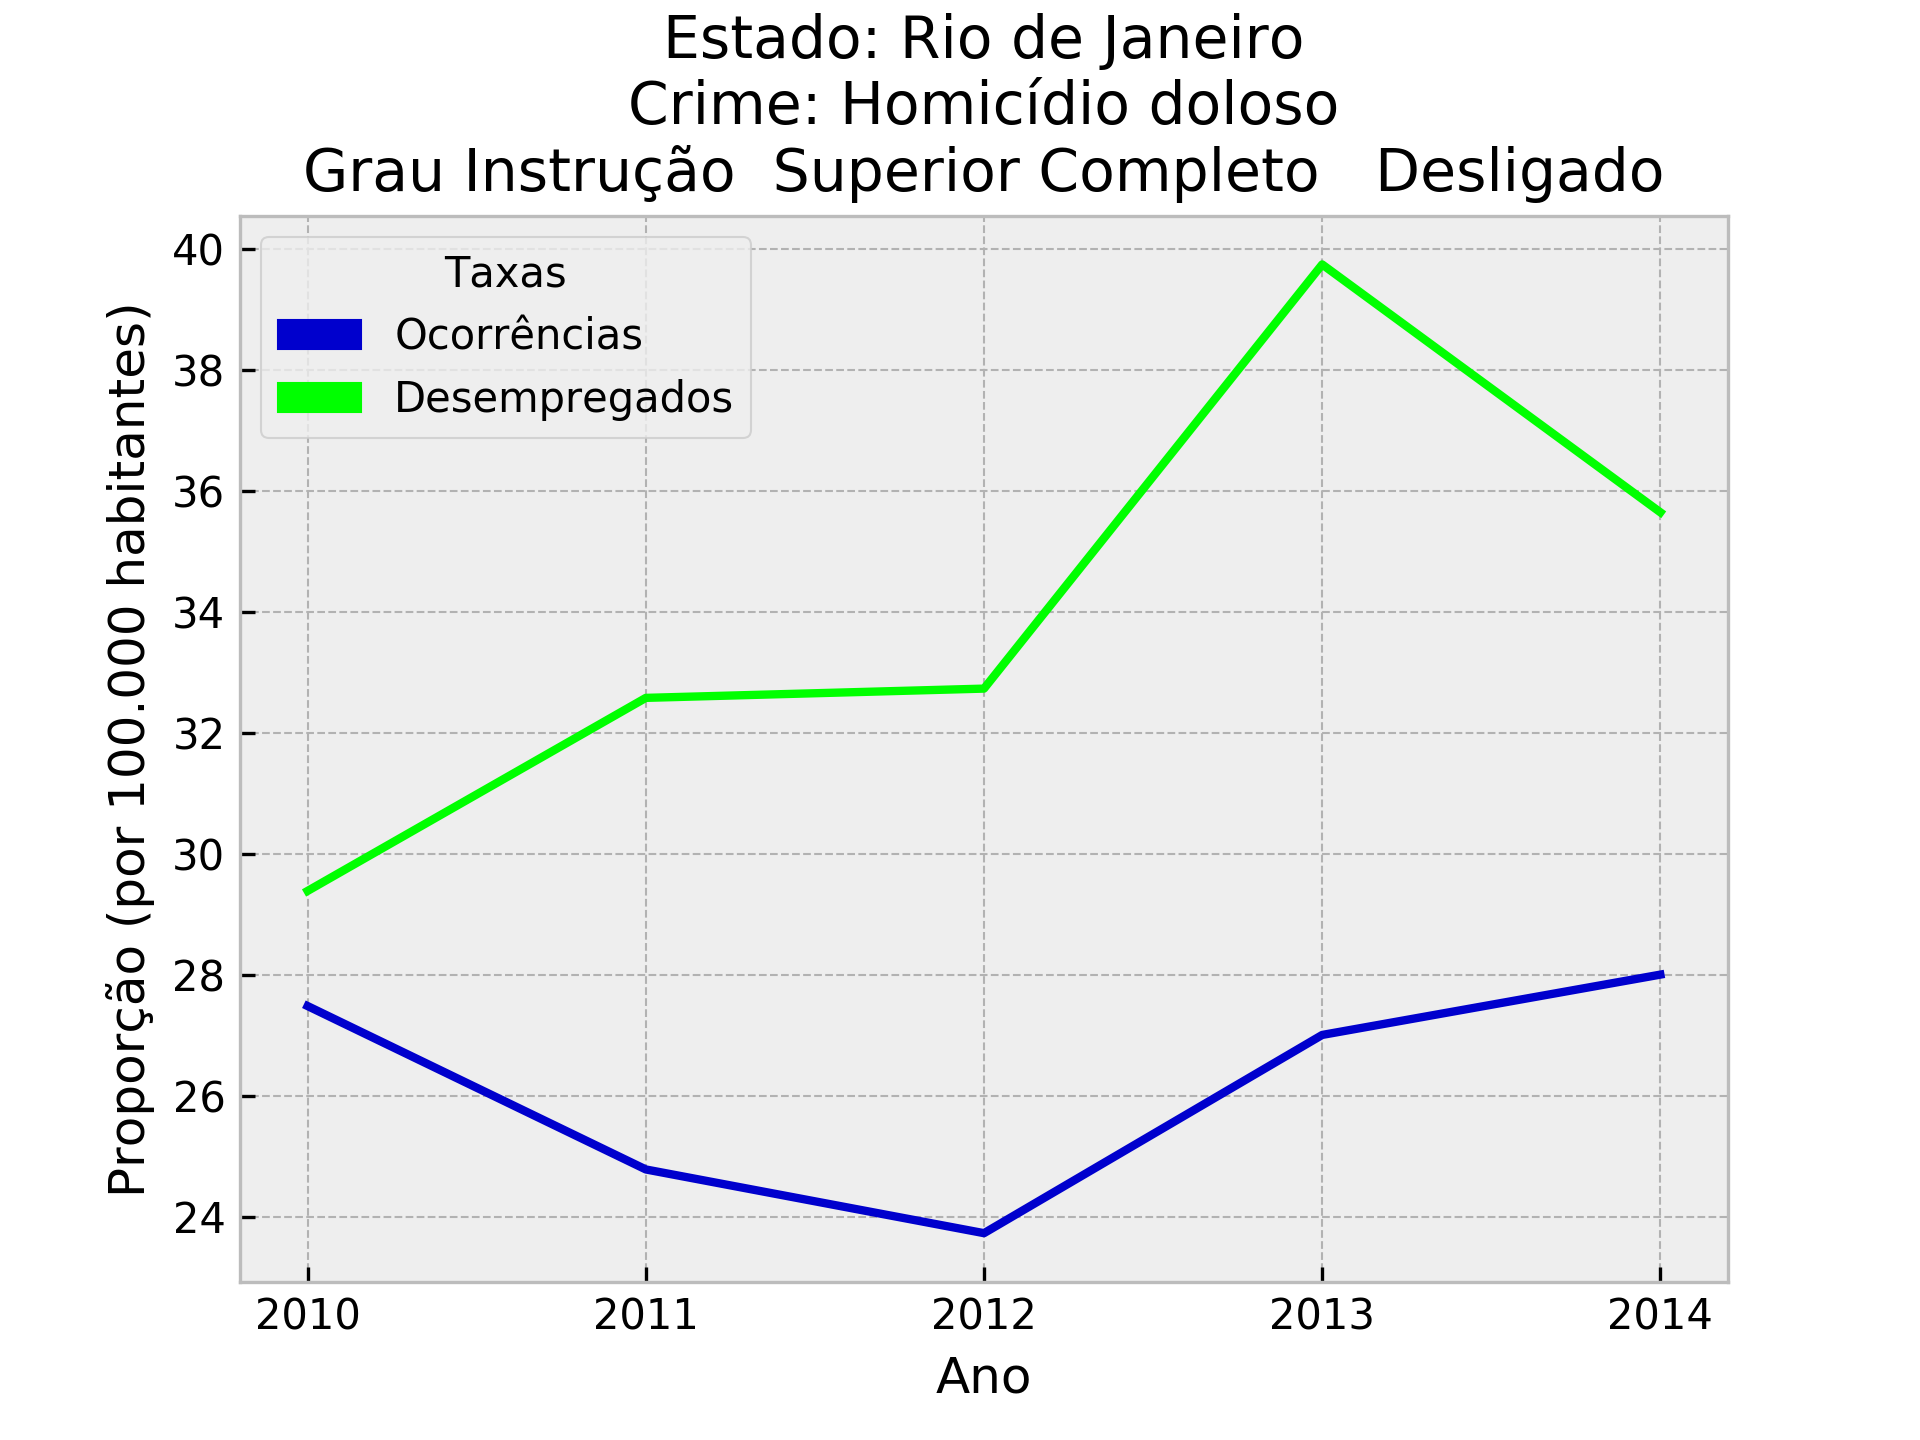 Estado: Rio de Janeiro
Crime: Homicídio doloso
Grau Instrução  Superior Completo   Desligado
Taxas
Ocorrências
Desempregados
Proporção (por 100.000 habitantes)
40
38
36
34
32
30
28
26
24
2010
2011
2012
2013
2014
Ano